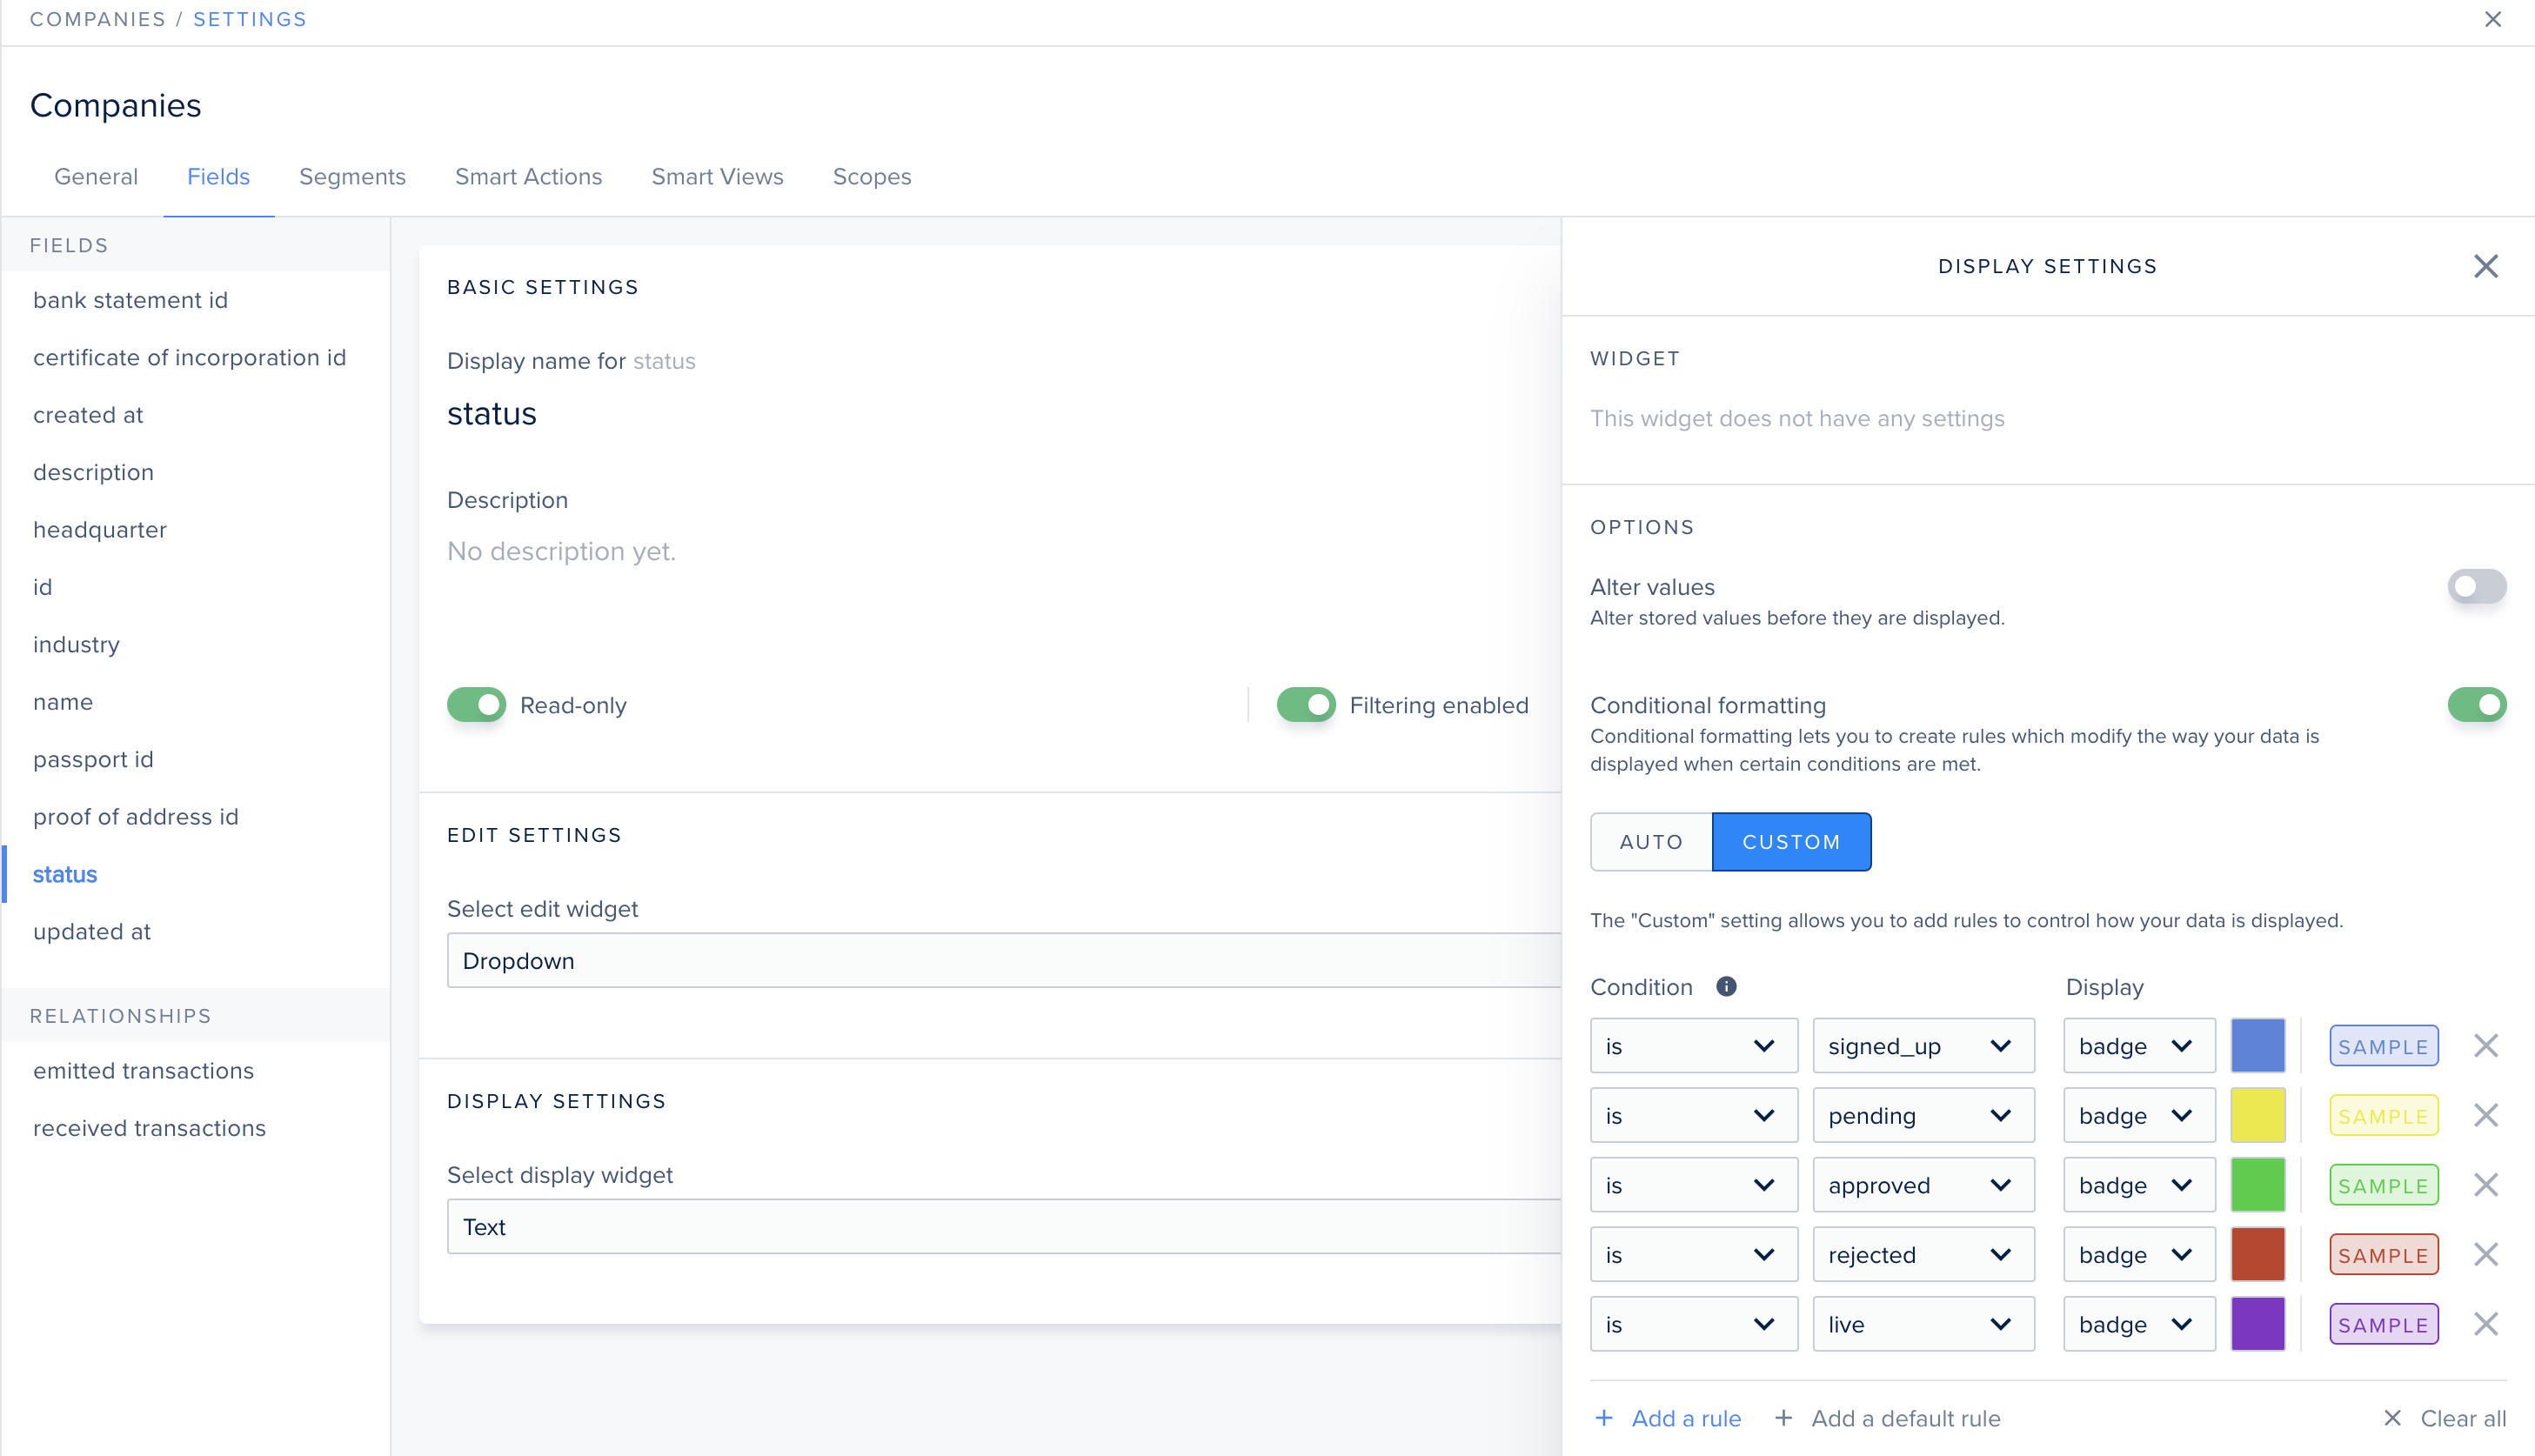 COMPANIES / SETTINGS
Companies
General Fields Segments Smart Actions Smart Views Scopes
FIELDS
bank statement id
certificate of incorporation id
created at
description
headquarter
id
industry
name
passport id
proof of address id
status
updated at
RELATIONSHIPS
emitted transactions
received transactions
BASIC SETTINGS
Display name for status
status
Description
No description yet.
Read-only
Filtering enabled
EDIT SETTINGS
Select edit widget
Dropdown
DISPLAY SETTINGS
Select display widget
Text
DISPLAY SETTINGS
WIDGET
This widget does not have any settings
OPTIONS
Alter values
Alter stored values before they are displayed.
Conditional formatting
Conditional formatting lets you to create rules which modify the way your data is
displayed when certain conditions are met.
AUTO CUSTOM
The "Custom" setting allows you to add rules to control how your data is displayed.
Condition Display
is signed_up badge SAMPLE
is pending badge SAMPLE
is approved badge SAMPLE
is rejected badge SAMPLE
is live badge SAMPLE
+ Add a rule + Add a default rule Clear all